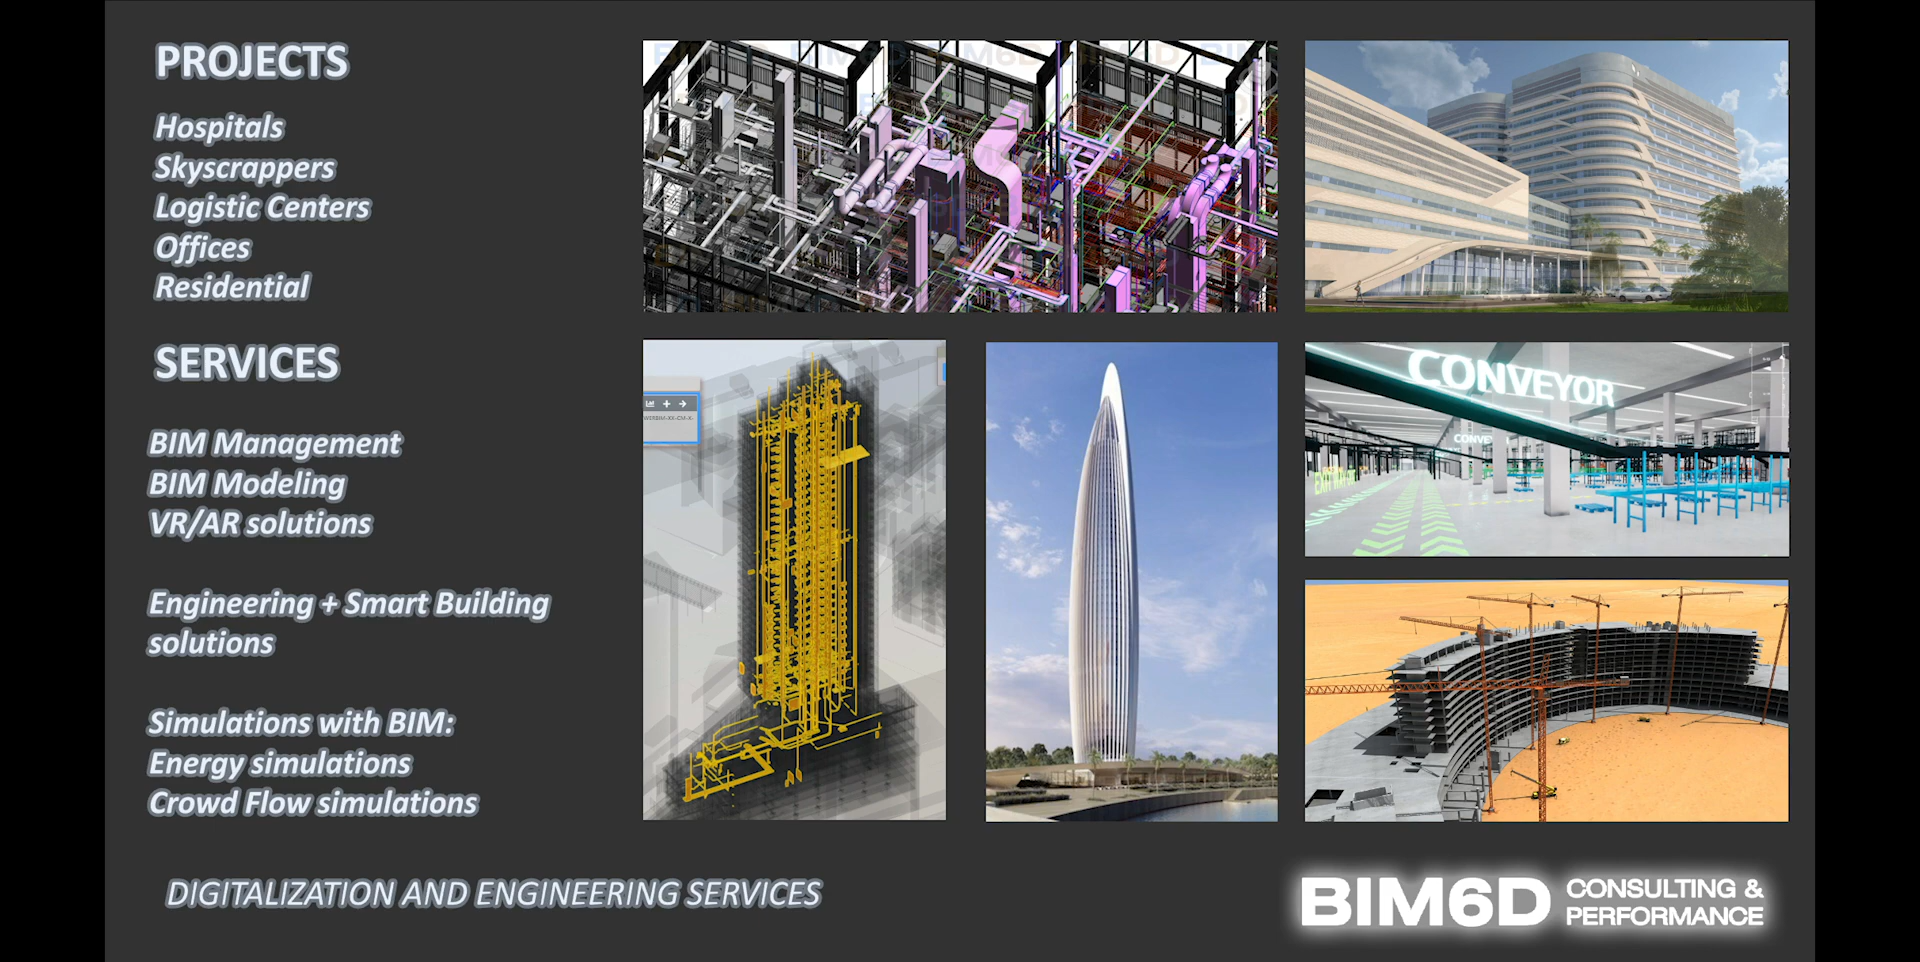 PROJECTS
Hospitals
Skyscrappers
Logistic Centers
Offices
Residential
SERVICES
BIM Management
BIM Modeling
VR/AR solutions
Engineering + Smart Building
solutions
Simulations with BIM:
Energy simulations
Crowd Flow simulations
CONVEYOR
DIGITALIZATION AND ENGINEERING SERVICES
BIM6D CONSULTING &
PERFORMANCE